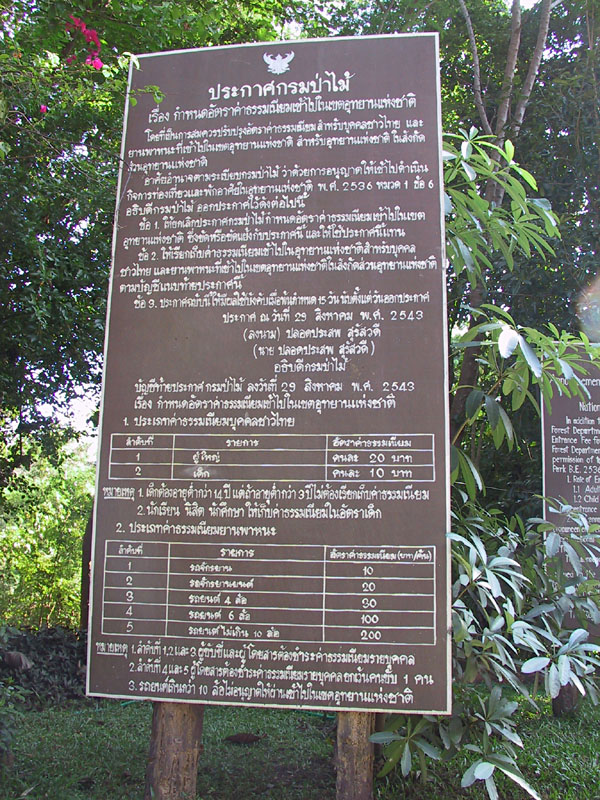 ประกาศกรมป่าไม้
เรื่อง กำหนดอัตราค่าธรรมเนียมเข้าไปในเขตอุทยานแห่งชาติ
โดยที่เป็นการสมควรปรับปรุงอัตราค่าธรรมเนียมสำหรับบุคคลชาวไทย และ
ยานพาหนะที่เข้าไปในเขตอุทยานแห่งชาติ สำหรับอุทยานแห่งชาติ ในสังกัด
ส่วนอุทยานแห่งชาติ
อาศัยอำนาจตามระเบียบกรมป่าไม้ ว่าด้วยการอนุญาตให้เข้าไปดำเนิน
กิจการท่องเที่ยวและพักอาศัยในอุทยานแห่งชาติ พ.ศ. 2536 หมวด 1 ข้อ 6
อธิบดีกรมป่าไม้ ออกประกาศไว้ดังต่อไปนี้
ข้อ 1. ให้ยกเลิกประกาศกรมป่าไม้ กำหนดอัตราค่าธรรมเนียมเข้าไปในเขต
อุทยานแห่งชาติ ซึ่งขัดหรือขัดแย้งกับประกาศนี้ และให้ใช้ประกาศนี้แทน
ข้อ 2. ให้เรียกเก็บค่าธรรมเนียมเข้าไปในอุทยานแห่งชาติสำหรับบุคคล
ชาวไทย และยานพาหนะที่เข้าไปในเขตอุทยานแห่งชาติในสังกัดส่วนอุทยานแห่งชาติ
ตามบัญชีแนบท้ายประกาศนี้
ข้อ 3. ประกาศฉบับนี้ ให้มีผลใช้บังคับเมื่อพ้นกำหนด 15 วัน นับตั้งแต่วันออกประกาศ
ประกาศ ณ วันที่ 29 สิงหาคม พ.ศ. 2543
(ลงนาม) ปลอดประสพ สุรัสวดี
(นาย ปลอดประสพ สุรัสวดี)
อธิบดีกรมป่าไม้
บัญชีท้ายประกาศ กรมป่าไม้ ลงวันที่ 29 สิงหาคม พ.ศ. 2543
เรื่อง กำหนดอัตราค่าธรรมเนียมเข้าไปในเขตอุทยานแห่งชาติ
1. ประเภทค่าธรรมเนียมบุคคลชาวไทย
ลำดับที่ รายการ อัตราค่าธรรมเนียม
1 ผู้ใหญ่ คนละ 20 บาท
2 เด็ก คนละ 10 บาท
หมายเหตุ 1. เด็กต้องอายุต่ำกว่า 14 ปี แต่ถ้าอายุต่ำกว่า 3 ปี ไม่ต้องเรียกเก็บค่าธรรมเนียม
2. นักเรียน นิสิต นักศึกษา ให้เก็บค่าธรรมเนียมในอัตราเด็ก
2. ประเภทค่าธรรมเนียมยานพาหนะ
ลำดับที่ รายการ อัตราค่าธรรมเนียม (บาท/คัน)
1 รถจักรยาน 10
2 รถจักรยานยนต์ 20
3 รถยนต์ 4 ล้อ 30
4 รถยนต์ 6 ล้อ 100
5 รถยนต์ ไม่เกิน 10 ล้อ 200
หมายเหตุ 1. ลำดับที่ 1, 2 และ 3 ผู้ขับขี่และผู้โดยสารต้องชำระค่าธรรมเนียมรายบุคคล
2. ลำดับที่ 4 และ 5 ผู้โดยสารต้องชำระค่าธรรมเนียมรายบุคคล ยกเว้นคนขับ 1 คน
3. รถยนต์เกินกว่า 10 ล้อ ไม่อนุญาตให้ผ่านเข้าไปในเขตอุทยานแห่งชาติ
Nation
In addition
Forest Department
Entrance Fee for
Forest Department
permission of
Park B.E. 253
1. Rate of
1.1 Adult
1.2 Child